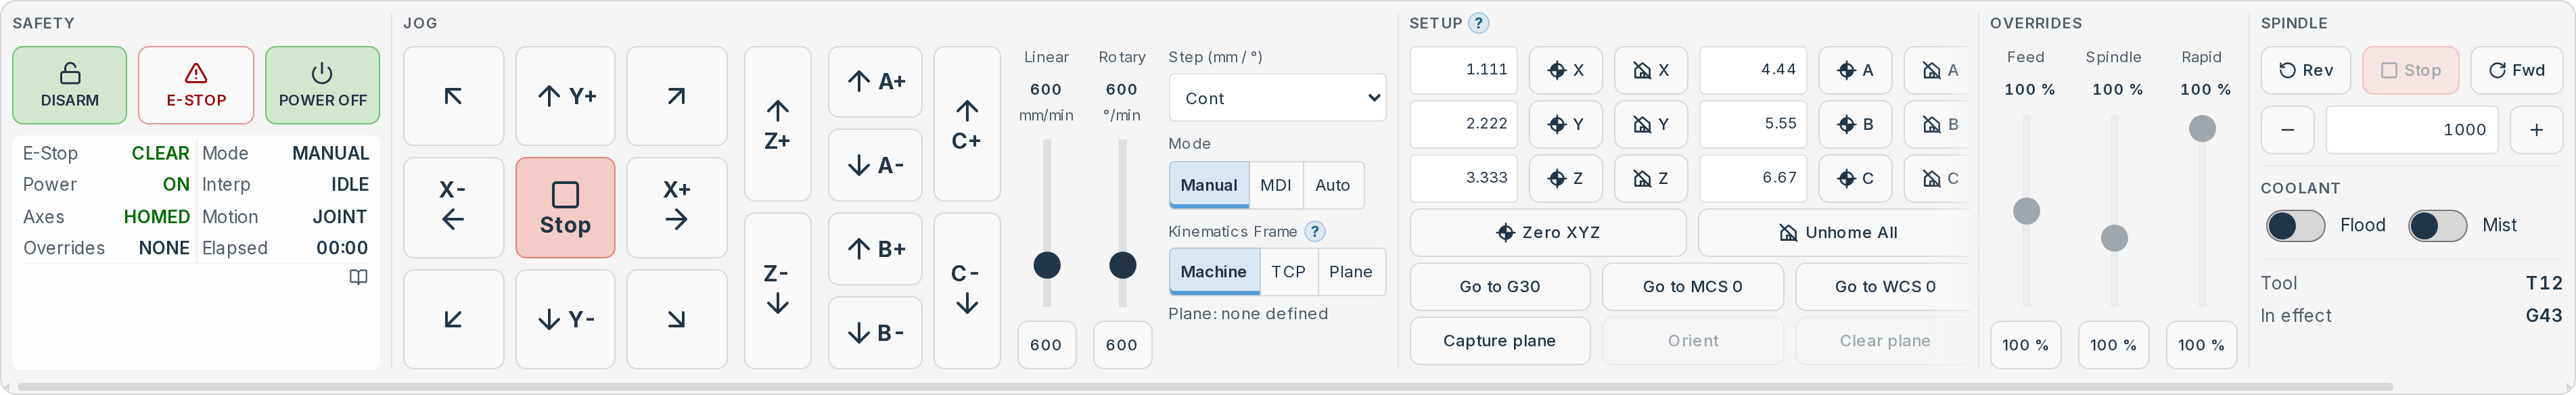 SAFETY
DISARM
E-STOP
POWER OFF
E-Stop CLEAR Mode MANUAL
Power ON Interp IDLE
Axes HOMED Motion JOINT
Overrides NONE Elapsed 00:00
JOG
Y+
X-
Stop
X+
Y-
Z+
Z-
A+
A-
B+
B-
C+
C-
Linear
600
mm/min
600
Rotary
600
°/min
600
Step (mm / °)
Cont
Mode
Manual MDI Auto
Kinematics Frame ?
Machine TCP Plane
Plane: none defined
SETUP ?
1.111 X X 4.44 A A
2.222 Y Y 5.55 B B
3.333 Z Z 6.67 C C
Zero XYZ Unhome All
Go to G30 Go to MCS 0 Go to WCS 0
Capture plane Orient Clear plane
OVERRIDES
Feed Spindle Rapid
100 % 100 % 100 %
100 % 100 % 100 %
SPINDLE
Rev Stop Fwd
− 1000 +
COOLANT
Flood Mist
Tool T12
In effect G43